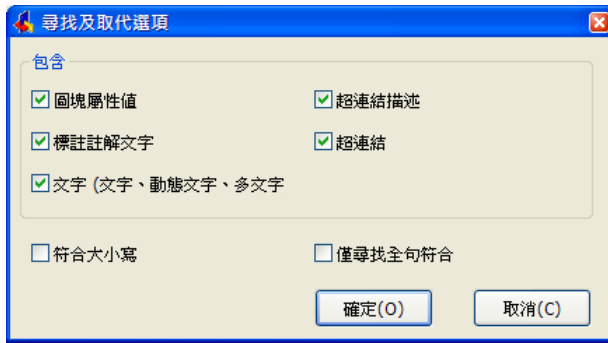 尋找及取代選項
包含
圖塊屬性值
超連結描述
標註註解文字
超連結
文字 (文字、動態文字、多文字
符合大小寫
僅尋找全句符合
確定(O)
取消(C)